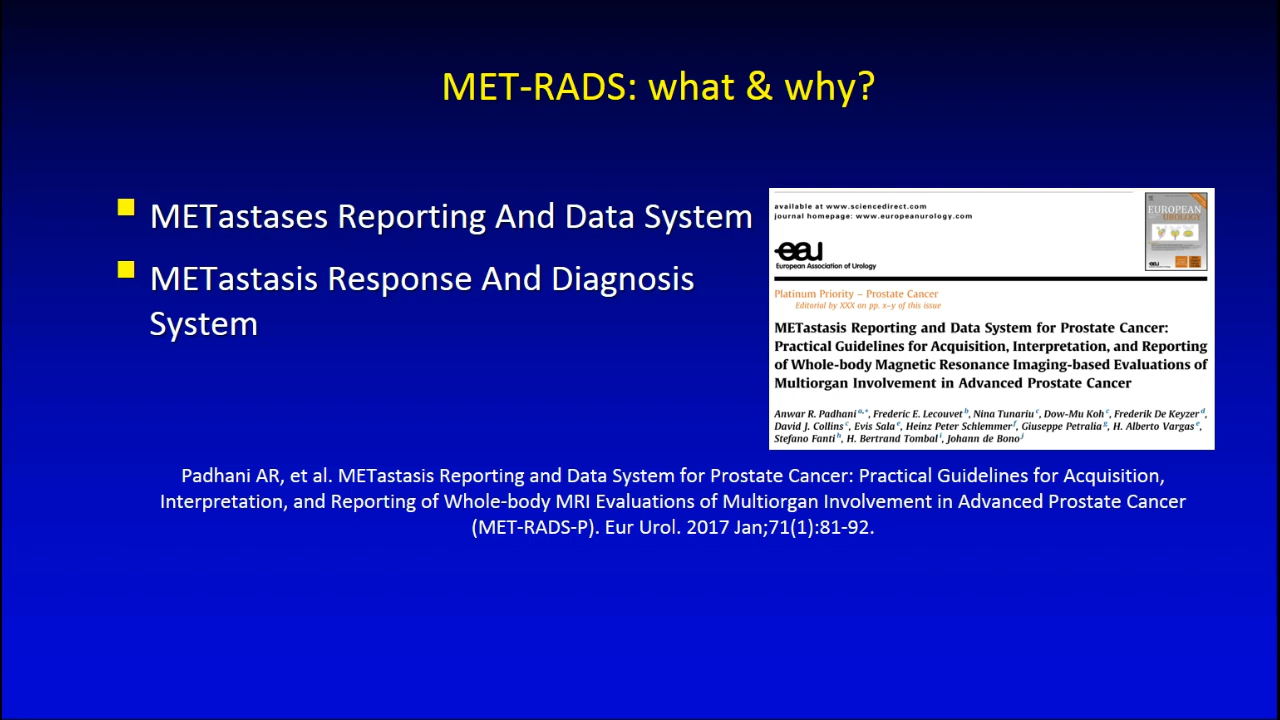 MET-RADS: what & why?
METastases Reporting And Data System
METastasis Response And Diagnosis
System
available at www.sciencedirect.com
journal homepage: www.europeanurology.com
EUROPEAN
UROLOGY
eau
eau
European Association of Urology
Platinum Priority – Prostate Cancer
Editorial by XXX on pp. x–y of this issue
METastasis Reporting and Data System for Prostate Cancer:
Practical Guidelines for Acquisition, Interpretation, and Reporting
of Whole-body Magnetic Resonance Imaging-based Evaluations of
Multiorgan Involvement in Advanced Prostate Cancer
Anwar R. Padhani a,*, Frederic E. Lecouvet b, Nina Tunariu c, Dow-Mu Koh c, Frederik De Keyzer d,
David J. Collins c, Evis Sala e, Heinz Peter Schlemmer f, Giuseppe Petralia g, H. Alberto Vargas e,
Stefano Fanti h, H. Bertrand Tombal i, Johann de Bono j
Padhani AR, et al. METastasis Reporting and Data System for Prostate Cancer: Practical Guidelines for Acquisition,
Interpretation, and Reporting of Whole-body MRI Evaluations of Multiorgan Involvement in Advanced Prostate Cancer
(MET-RADS-P). Eur Urol. 2017 Jan;71(1):81-92.